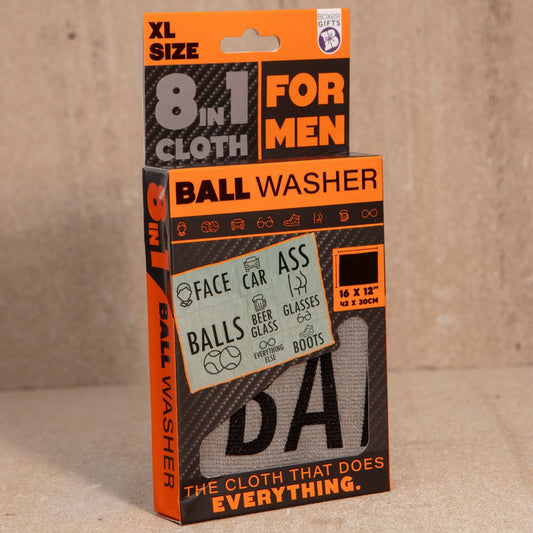 XL
SIZE
BOXER
GIFTS
B
8 IN 1
CLOTH
FOR
MEN
BALL WASHER
8 IN 1
BALL WASHER
FACE
CAR
ASS
BALLS
BEER
GLASS
GLASSES
EVERYTHING
ELSE
BOOTS
16 X 12"
42 X 30CM
BA
THE CLOTH THAT DOES
EVERYTHING.